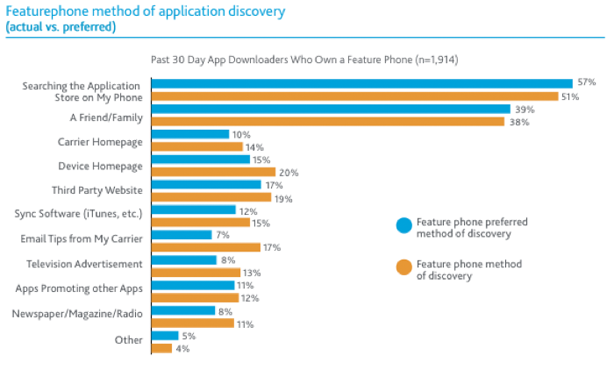 Featurephone method of application discovery
(actual vs. preferred)
Past 30 Day App Downloaders Who Own a Feature Phone (n=1,914)
Searching the Application
Store on My Phone
57%
51%
A Friend/Family
39%
38%
Carrier Homepage
10%
14%
Device Homepage
15%
20%
Third Party Website
17%
19%
Sync Software (iTunes, etc.)
12%
15%
Email Tips from My Carrier
7%
17%
Television Advertisement
8%
13%
Apps Promoting other Apps
11%
12%
Newspaper/Magazine/Radio
8%
11%
Other
5%
4%
Feature phone preferred
method of discovery
Feature phone method
of discovery